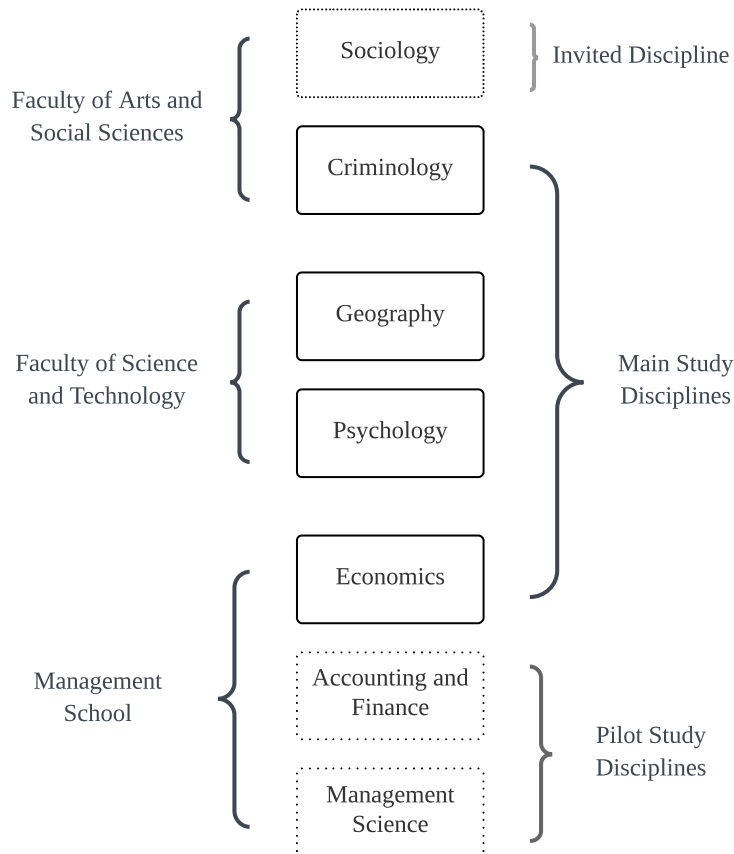 Sociology
Invited Discipline
Faculty of Arts and
Social Sciences
Criminology
Geography
Faculty of Science
and Technology
Main Study
Disciplines
Psychology
Economics
Management
School
Accounting and
Finance
Pilot Study
Disciplines
Management
Science